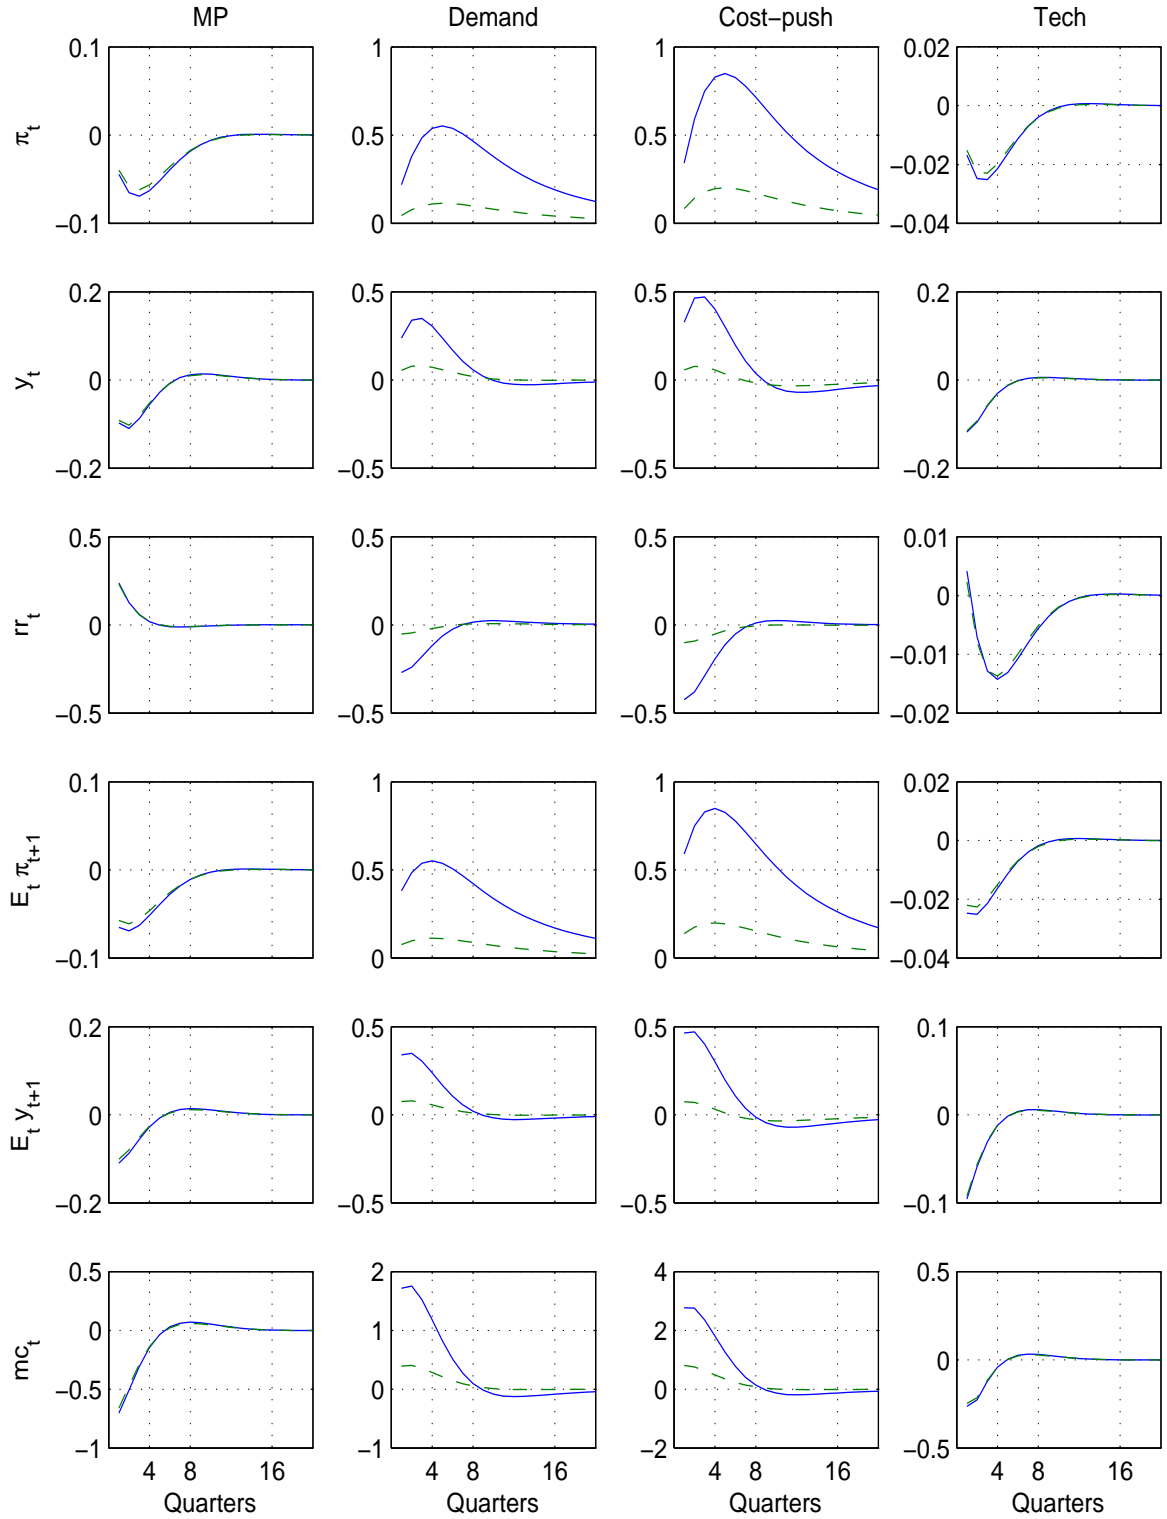 MP Demand Cost−push Tech
0.1 1 1 0.02
π_t 0 0.5 0.5 0
−0.02
−0.1 0 0 −0.04
0.2 0.5 0.5 0.2
y_t 0 0 0 0
−0.2 −0.5 −0.5 −0.2
0.5 0.5 0.5 0.01
rr_t 0 0 0 0
−0.01
−0.5 −0.5 −0.5 −0.02
0.1 1 1 0.02
E_t π_{t+1} 0 0.5 0.5 0
−0.02
−0.1 0 0 −0.04
0.2 0.5 0.5 0.1
E_t y_{t+1} 0 0 0 0
−0.2 −0.5 −0.5 −0.1
0.5 2 4 0.5
mc_t 0 1 2 0
−0.5 0 0
−1 −1 −2 −0.5
4 8 16 4 8 16 4 8 16 4 8 16
Quarters Quarters Quarters Quarters